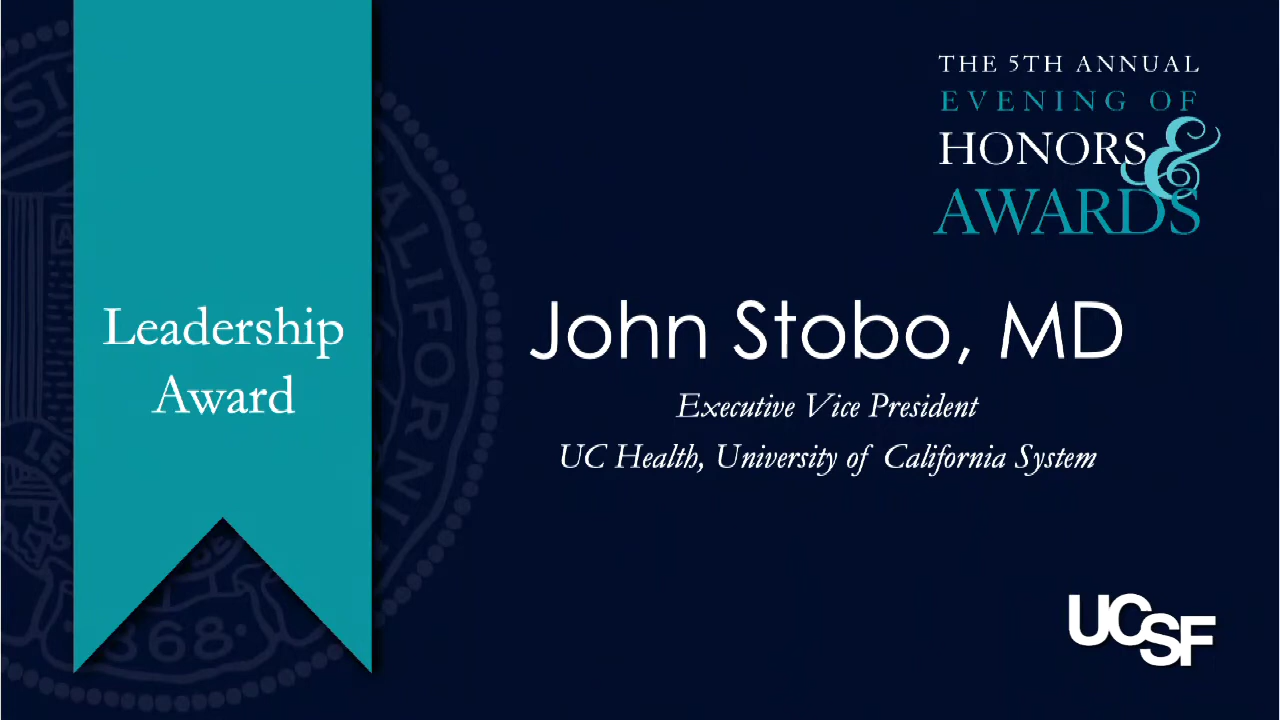 THE 5TH ANNUAL
EVENING OF
HONORS &
AWARDS
Leadership
Award
John Stobo, MD
Executive Vice President
UC Health, University of California System
UCSF